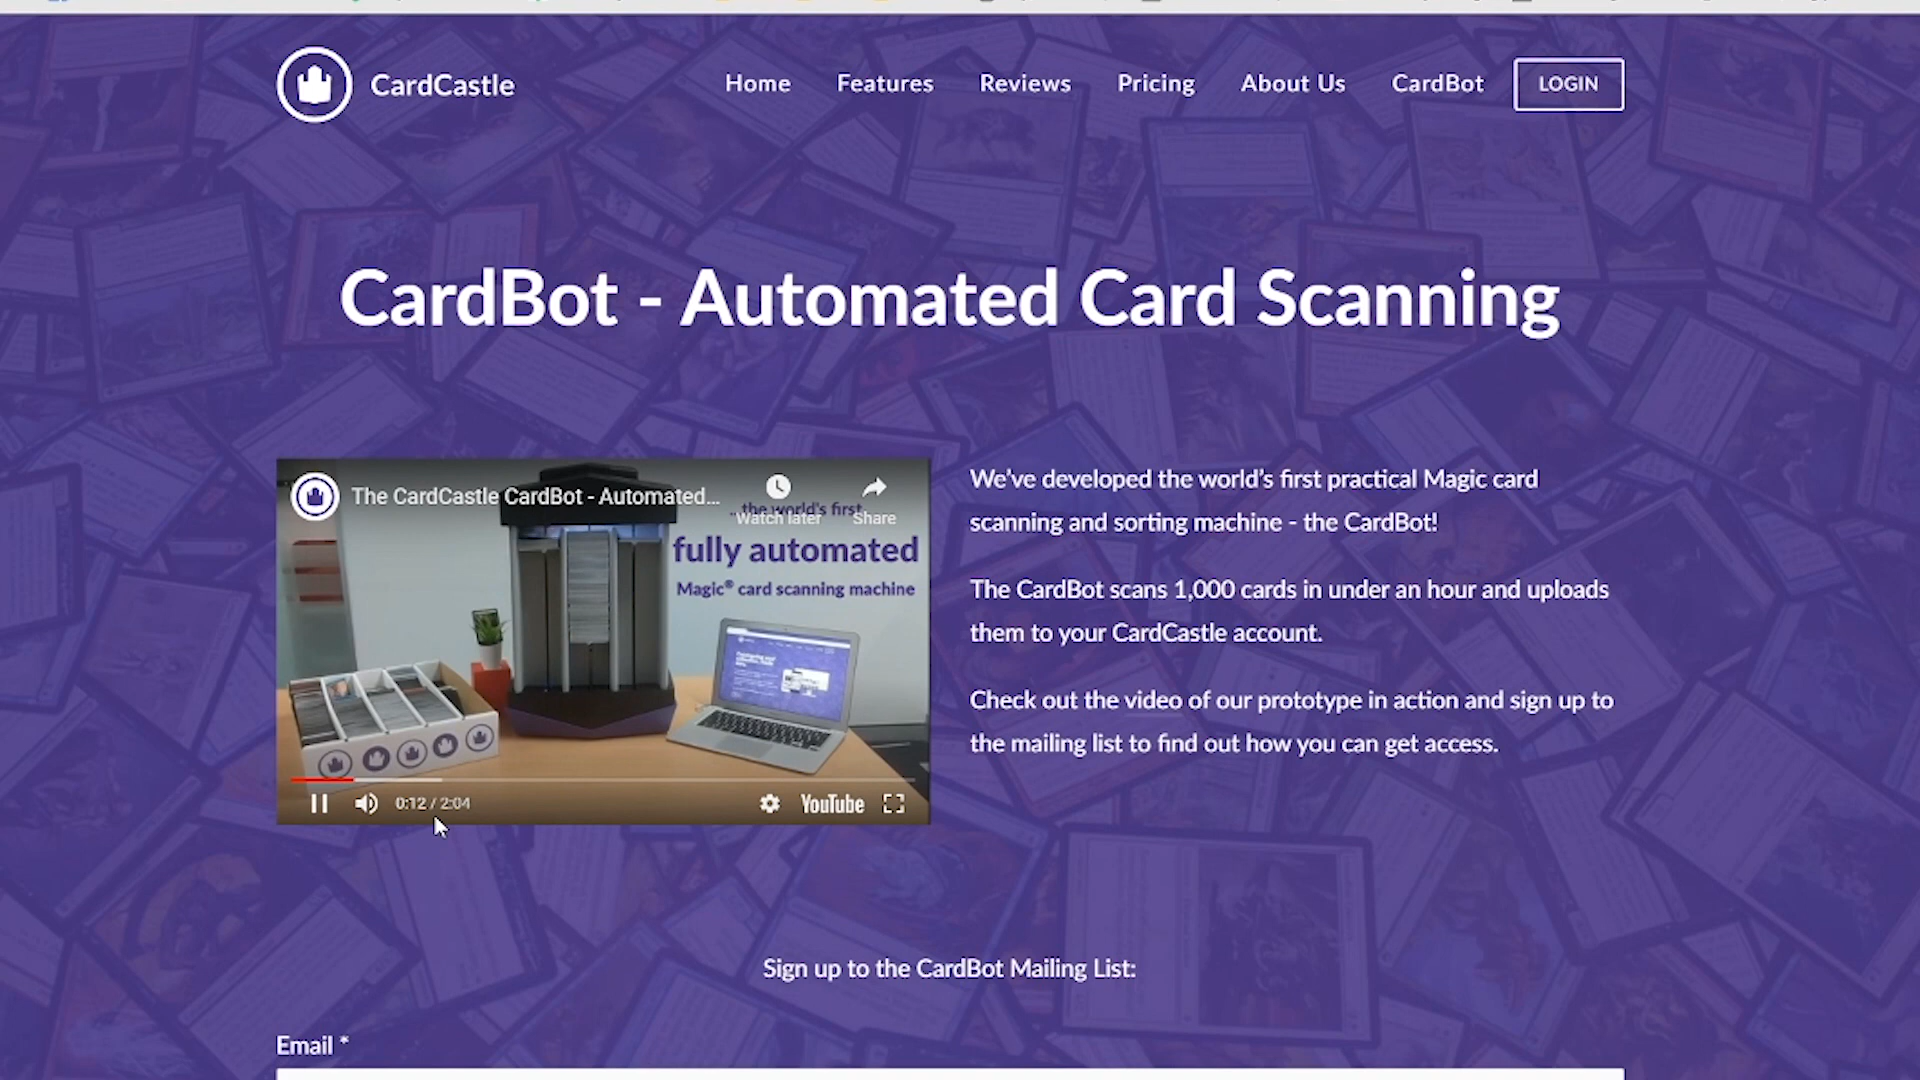 CardCastle
Home Features Reviews Pricing About Us CardBot LOGIN
CardBot - Automated Card Scanning
The CardCastle CardBot - Automated...
Watch later Share
...the world's first
fully automated
Magic® card scanning machine
0:12 / 2:04
YouTube
We've developed the world's first practical Magic card
scanning and sorting machine - the CardBot!
The CardBot scans 1,000 cards in under an hour and uploads
them to your CardCastle account.
Check out the video of our prototype in action and sign up to
the mailing list to find out how you can get access.
Sign up to the CardBot Mailing List:
Email *